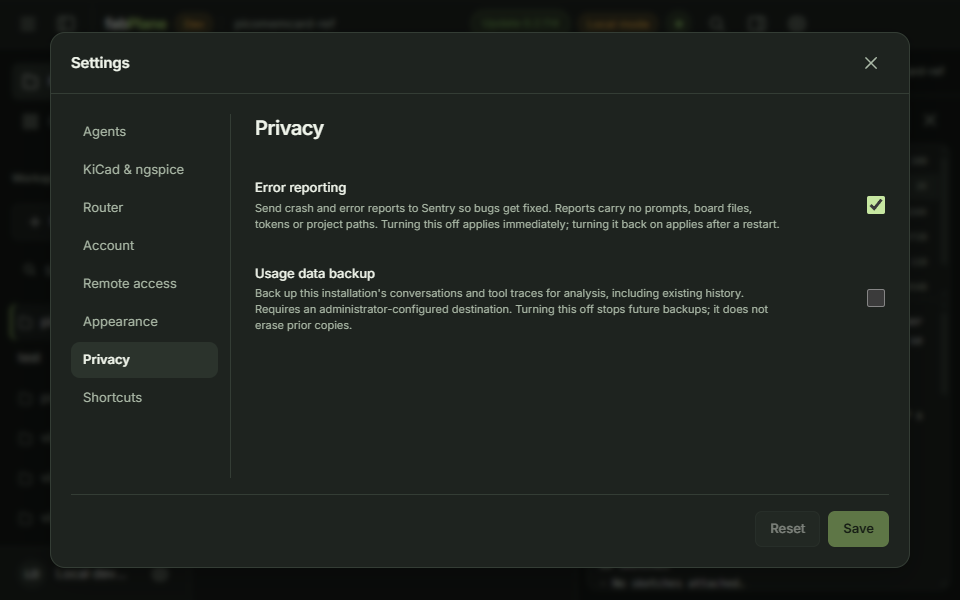 Settings
Agents
KiCad & ngspice
Router
Account
Remote access
Appearance
Privacy
Shortcuts
Privacy
Error reporting
Send crash and error reports to Sentry so bugs get fixed. Reports carry no prompts, board files,
tokens or project paths. Turning this off applies immediately; turning it back on applies after a restart.
Usage data backup
Back up this installation's conversations and tool traces for analysis, including existing history.
Requires an administrator-configured destination. Turning this off stops future backups; it does not
erase prior copies.
Reset
Save